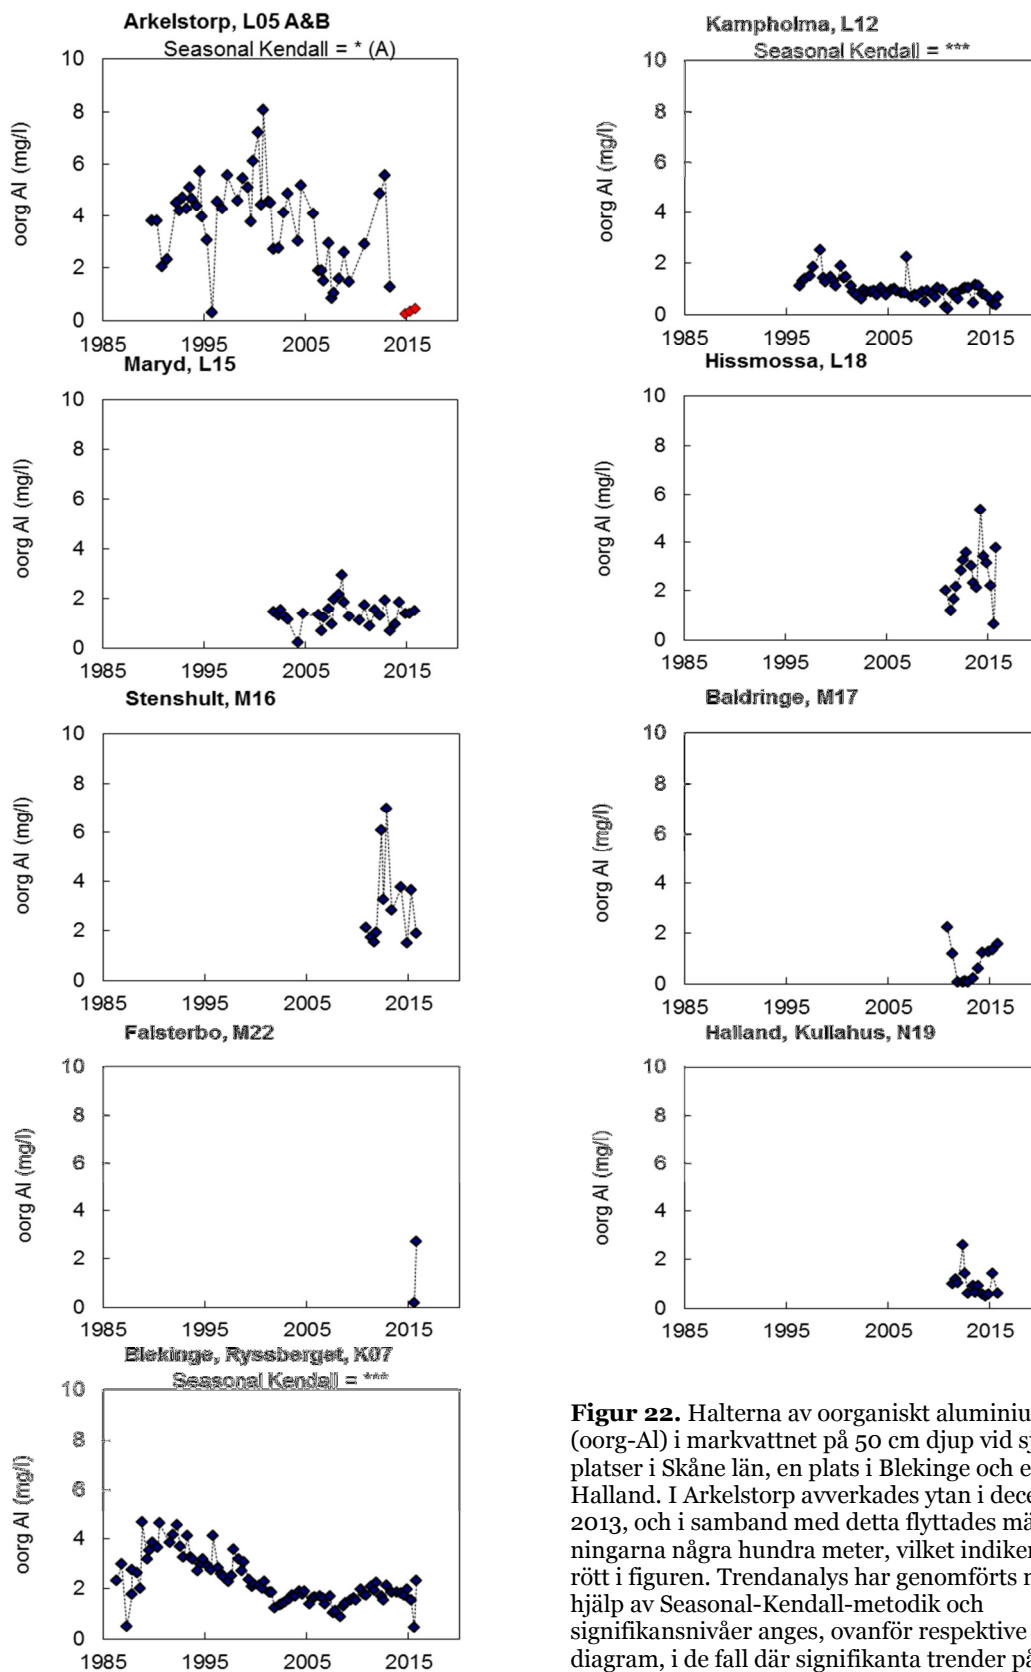 Arkelstorp, L05 A&B
Seasonal Kendall = * (A)
oorg Al (mg/l)
10
8
6
4
2
0
1985 1995 2005 2015
Kampholma, L12
Seasonal Kendall = ***
oorg Al (mg/l)
10
8
6
4
2
0
1985 1995 2005 2015
Maryd, L15
oorg Al (mg/l)
10
8
6
4
2
0
1985 1995 2005 2015
Hissmossa, L18
oorg Al (mg/l)
10
8
6
4
2
0
1985 1995 2005 2015
Stenshult, M16
oorg Al (mg/l)
10
8
6
4
2
0
1985 1995 2005 2015
Baldringe, M17
oorg Al (mg/l)
10
8
6
4
2
0
1985 1995 2005 2015
Falsterbo, M22
oorg Al (mg/l)
10
8
6
4
2
0
1985 1995 2005 2015
Halland, Kullahus, N19
oorg Al (mg/l)
10
8
6
4
2
0
1985 1995 2005 2015
Blekinge, Ryssberget, K07
Seasonal Kendall = ***
oorg Al (mg/l)
10
8
6
4
2
0
1985 1995 2005 2015
Figur 22. Halterna av oorganiskt aluminiu
(oorg-Al) i markvattnet på 50 cm djup vid sj
platser i Skåne län, en plats i Blekinge och e
Halland. I Arkelstorp avverkades ytan i dece
2013, och i samband med detta flyttades mä
ningarna några hundra meter, vilket indiker
rött i figuren. Trendanalys har genomförts m
hjälp av Seasonal-Kendall-metodik och
signifikansnivåer anges, ovanför respektive
diagram, i de fall där signifikanta trender på